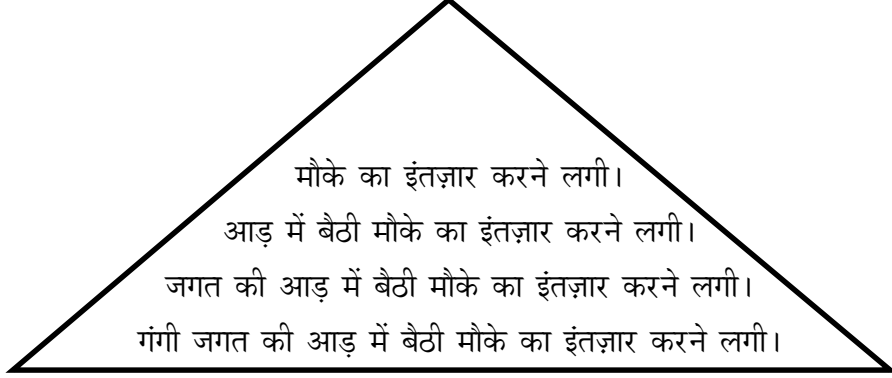 मौके का इंतज़ार करने लगी।
आड़ में बैठी मौके का इंतज़ार करने लगी।
जगत की आड़ में बैठी मौके का इंतज़ार करने लगी।
गंगी जगत की आड़ में बैठी मौके का इंतज़ार करने लगी।